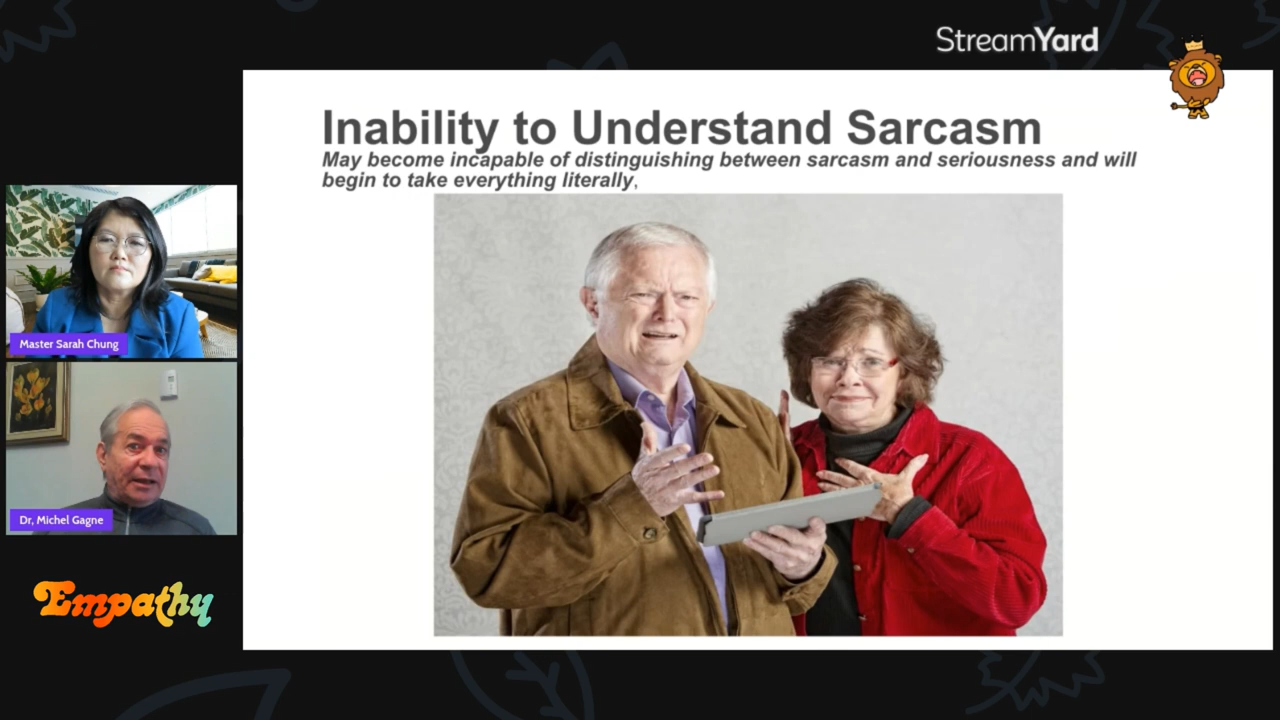 StreamYard
Inability to Understand Sarcasm
May become incapable of distinguishing between sarcasm and seriousness and will
begin to take everything literally,
Master Sarah Chung
Dr, Michel Gagne
Empathy